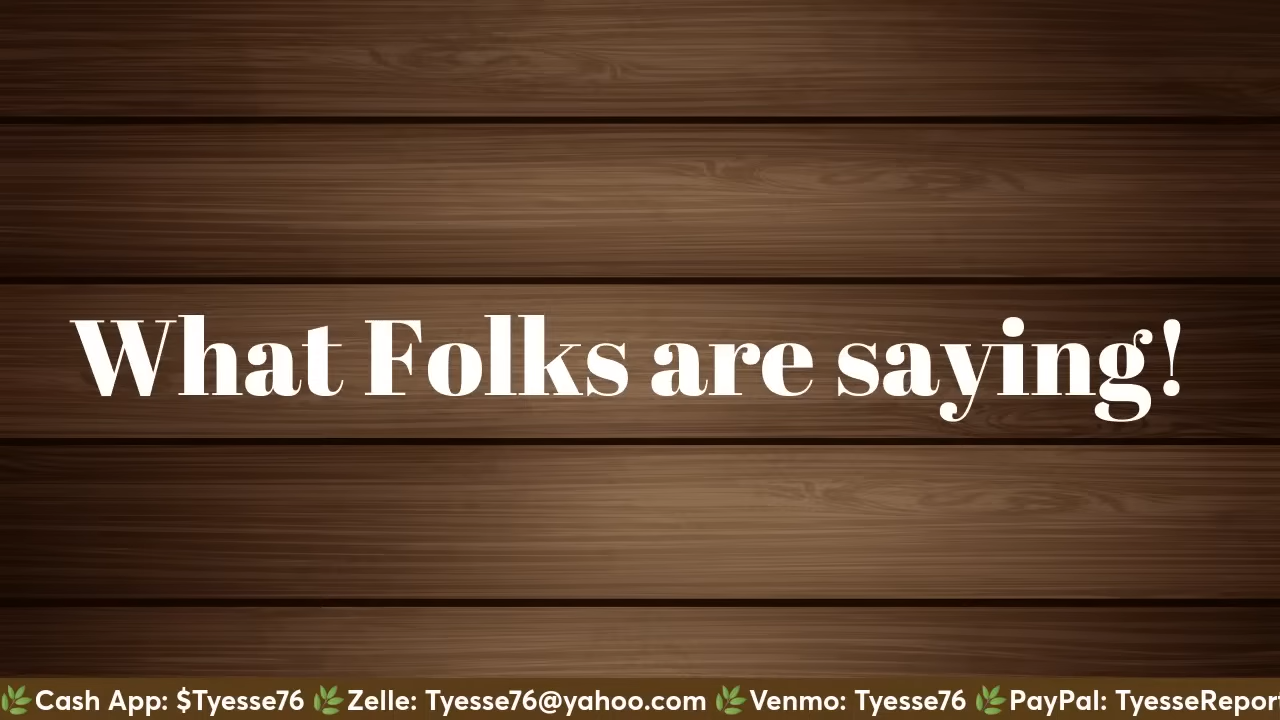 What Folks are saying!
🌿Cash App: $Tyesse76 🌿Zelle: Tyesse76@yahoo.com 🌿Venmo: Tyesse76 🌿PayPal: TyesseRepor